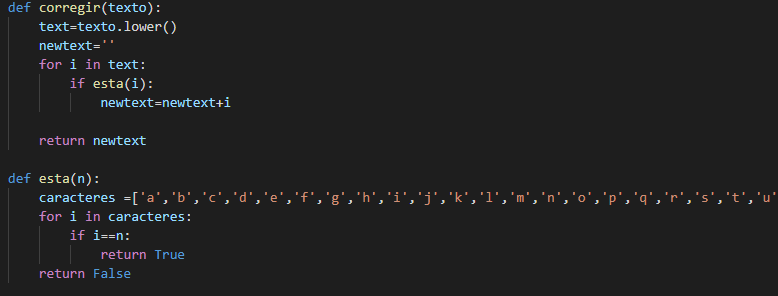 def corregir(texto):
    text=texto.lower()
    newtext=''
    for i in text:
        if esta(i):
            newtext=newtext+i
    return newtext
def esta(n):
    caracteres =['a','b','c','d','e','f','g','h','i','j','k','l','m','n','o','p','q','r','s','t','u'
    for i in caracteres:
        if i==n:
            return True
    return False